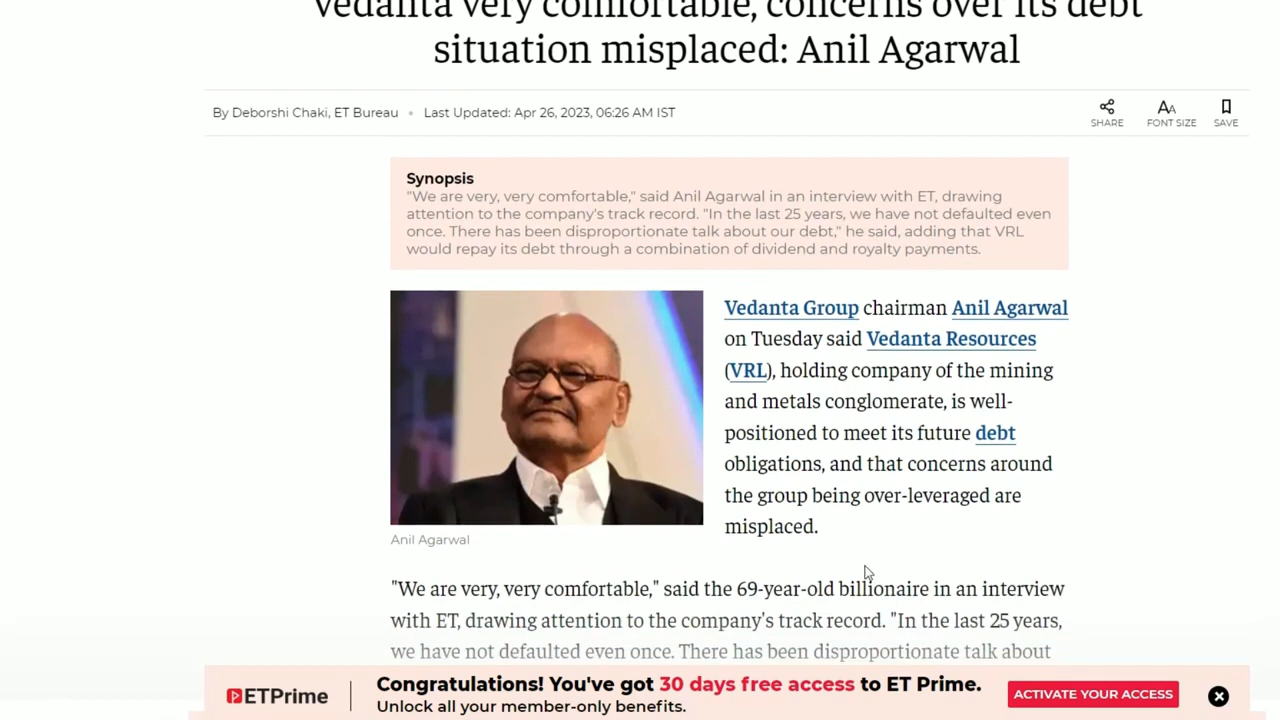 Vedanta very comfortable, concerns over its debt
situation misplaced: Anil Agarwal
By Deborshi Chaki, ET Bureau • Last Updated: Apr 26, 2023, 06:26 AM IST
SHARE
AA
FONT SIZE
SAVE
Synopsis
"We are very, very comfortable," said Anil Agarwal in an interview with ET, drawing
attention to the company's track record. "In the last 25 years, we have not defaulted even
once. There has been disproportionate talk about our debt," he said, adding that VRL
would repay its debt through a combination of dividend and royalty payments.
Vedanta Group chairman Anil Agarwal
on Tuesday said Vedanta Resources
(VRL), holding company of the mining
and metals conglomerate, is well-
positioned to meet its future debt
obligations, and that concerns around
the group being over-leveraged are
misplaced.
Anil Agarwal
"We are very, very comfortable," said the 69-year-old billionaire in an interview
with ET, drawing attention to the company's track record. "In the last 25 years,
we have not defaulted even once. There has been disproportionate talk about
ETPrime
Congratulations! You've got 30 days free access to ET Prime.
Unlock all your member-only benefits.
ACTIVATE YOUR ACCESS